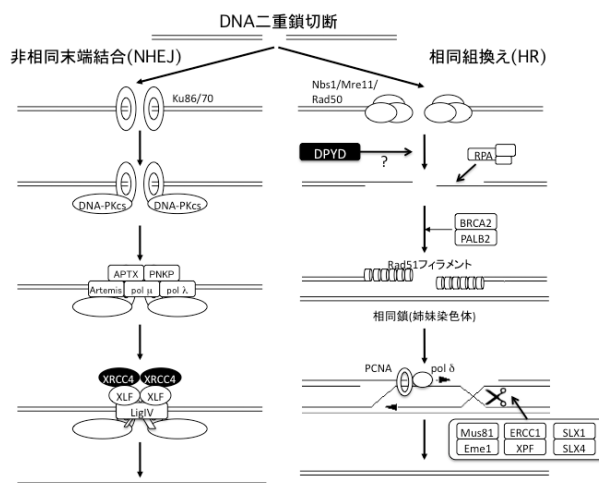 DNA二重鎖切断
非相同末端結合(NHEJ)
Ku86/70
DNA-PKcs
DNA-PKcs
APTX
PNKP
Artemis
pol μ
pol λ
XRCC4
XRCC4
XLF
XLF
LigIV
相同組換え(HR)
Nbs1/Mre11/
Rad50
DPYD
?
RPA
BRCA2
PALB2
Rad51フィラメント
相同鎖(姉妹染色体)
PCNA
pol δ
Mus81
ERCC1
SLX1
Eme1
XPF
SLX4